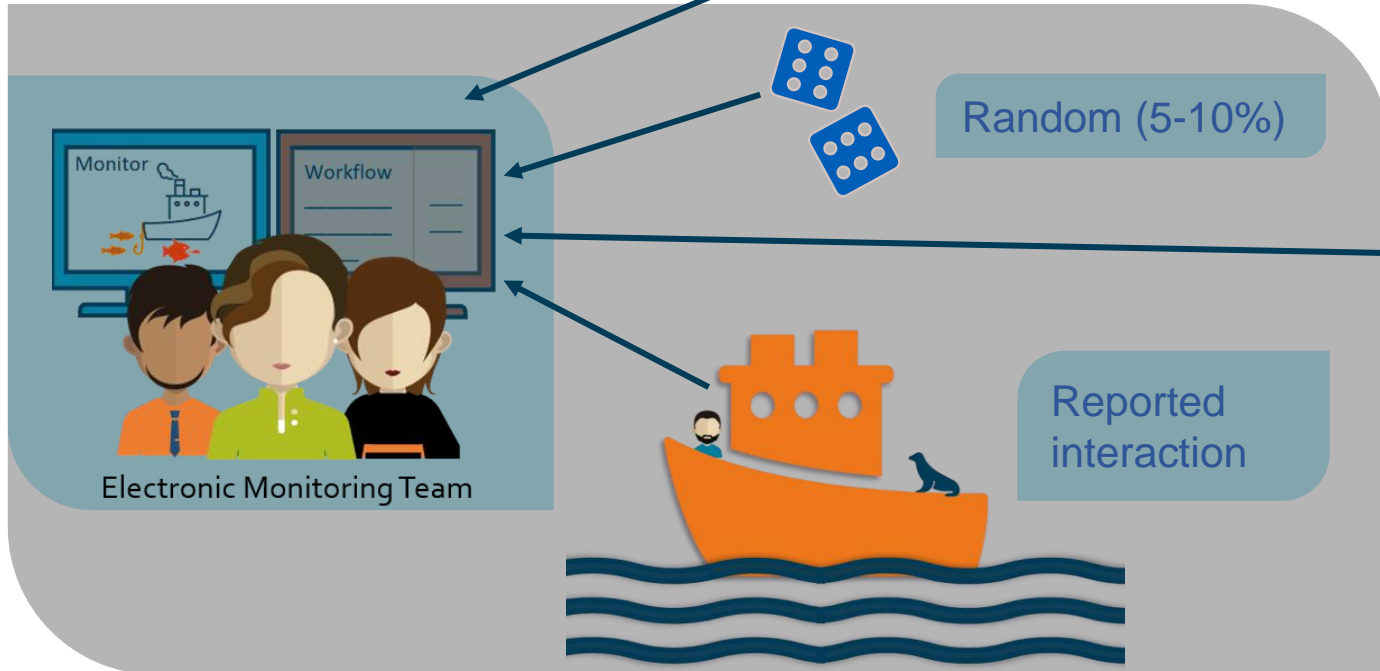 Random (5-10%)
Monitor
Workflow
Reported
interaction
Electronic Monitoring Team